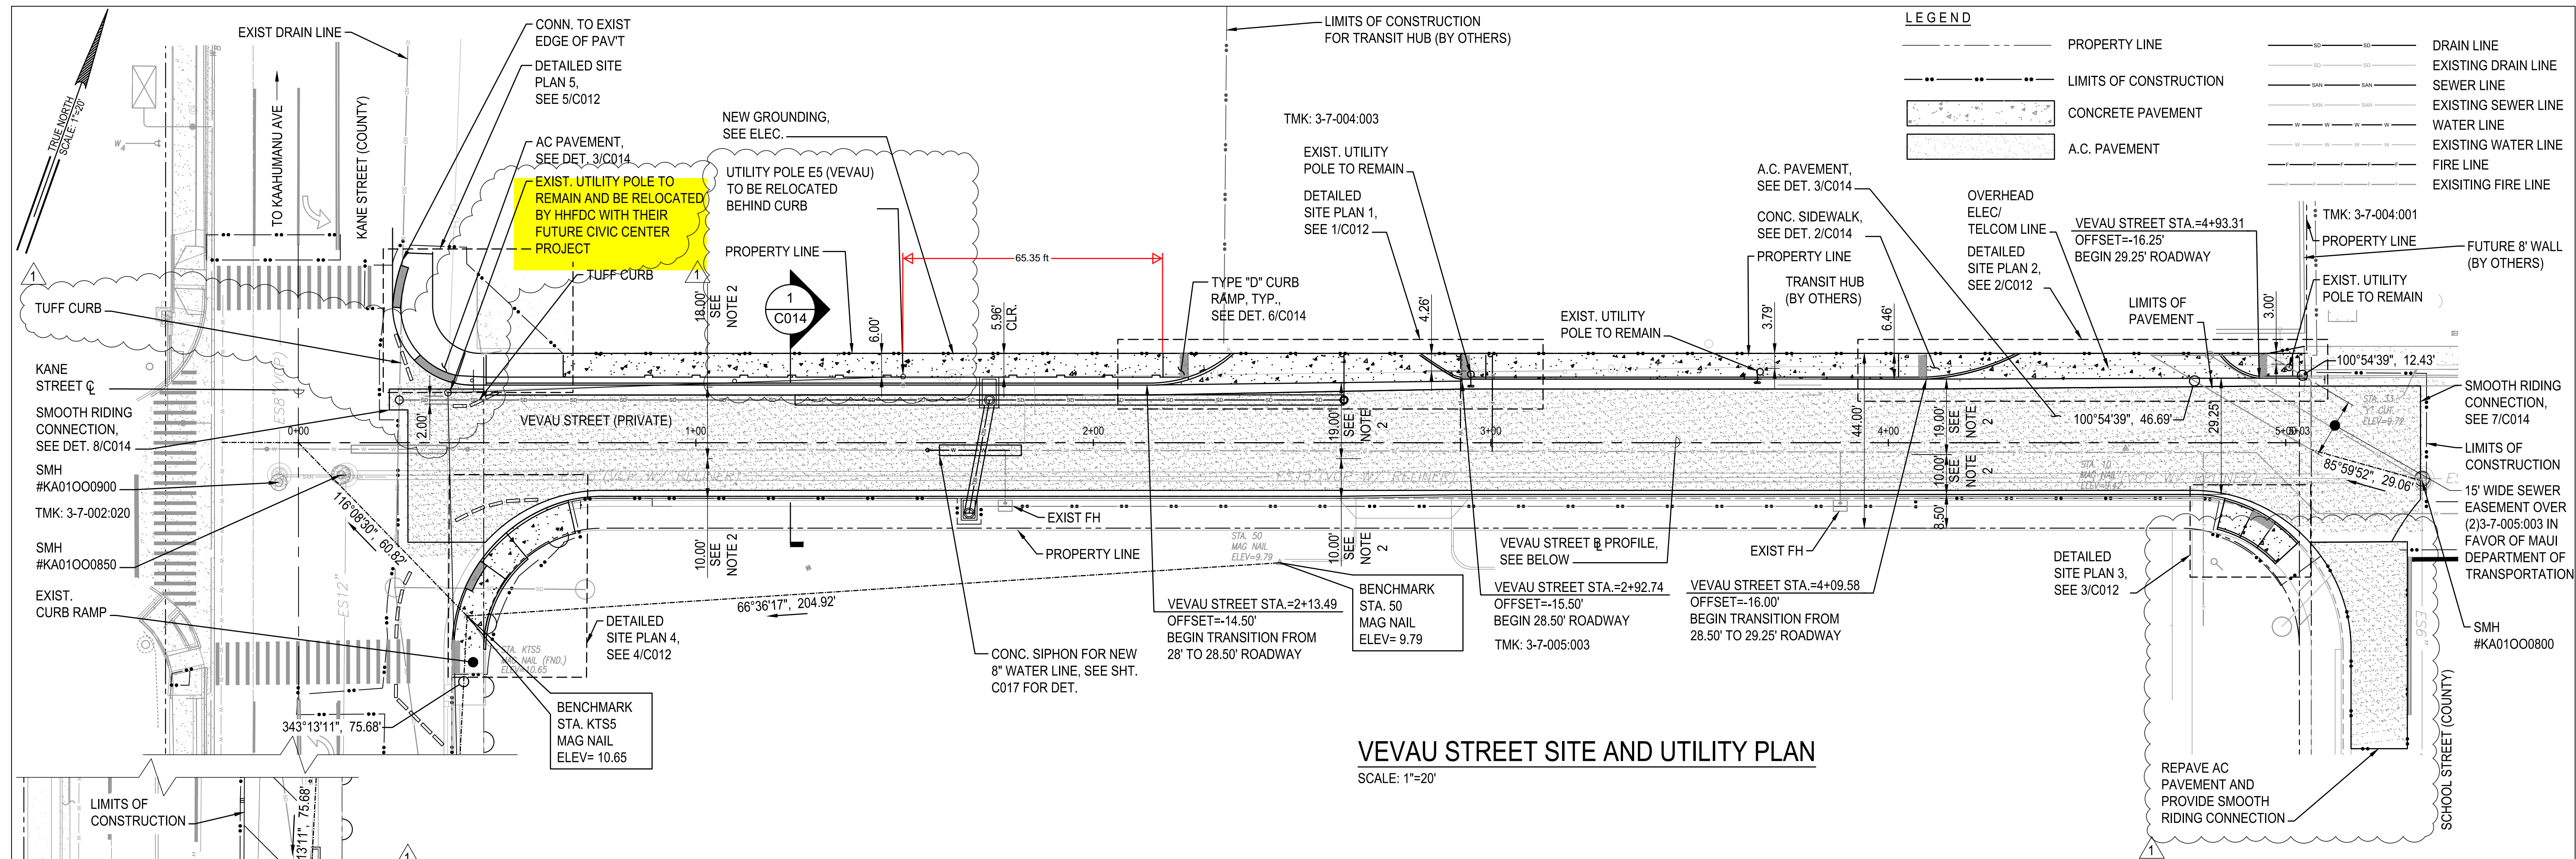 EXIST DRAIN LINE
CONN. TO EXIST
EDGE OF PAV'T
DETAILED SITE
PLAN 5,
SEE 5/C012
AC PAVEMENT,
SEE DET. 3/C014
EXIST. UTILITY POLE TO
REMAIN AND BE RELOCATED
BY HHFDC WITH THEIR
FUTURE CIVIC CENTER
PROJECT
TUFF CURB
1
TRUE NORTH
SCALE: 1"=20'
TO KAAHUMANU AVE
KANE STREET (COUNTY)
NEW GROUNDING,
SEE ELEC.
UTILITY POLE E5 (VEVAU)
TO BE RELOCATED
BEHIND CURB
PROPERTY LINE
18.00'
SEE
NOTE 2
1
C014
6.00'
5.96'
CLR.
65.35 ft
LIMITS OF CONSTRUCTION
FOR TRANSIT HUB (BY OTHERS)
TMK: 3-7-004:003
EXIST. UTILITY
POLE TO REMAIN
DETAILED
SITE PLAN 1,
SEE 1/C012
TYPE "D" CURB
RAMP, TYP.,
SEE DET. 6/C014
4.26'
EXIST. UTILITY
POLE TO REMAIN
A.C. PAVEMENT,
SEE DET. 3/C014
CONC. SIDEWALK,
SEE DET. 2/C014
PROPERTY LINE
TRANSIT HUB
(BY OTHERS)
3.79'
6.46'
OVERHEAD
ELEC/
TELCOM LINE
DETAILED
SITE PLAN 2,
SEE 2/C012
VEVAU STREET STA.=4+93.31
OFFSET=-16.25'
BEGIN 29.25' ROADWAY
LIMITS OF
PAVEMENT
3.00'
TMK: 3-7-004:001
PROPERTY LINE
FUTURE 8' WALL
(BY OTHERS)
EXIST. UTILITY
POLE TO REMAIN
100°54'39", 12.43'
LEGEND
PROPERTY LINE
LIMITS OF CONSTRUCTION
CONCRETE PAVEMENT
A.C. PAVEMENT
DRAIN LINE
EXISTING DRAIN LINE
SEWER LINE
EXISTING SEWER LINE
WATER LINE
EXISTING WATER LINE
FIRE LINE
EXISITING FIRE LINE
1
TUFF CURB
KANE
STREET ℄
SMOOTH RIDING
CONNECTION,
SEE DET. 8/C014
SMH
#KA01OO0900
TMK: 3-7-002:020
SMH
#KA01OO0850
EXIST.
CURB RAMP
ES8"(VCP)
ES12"
0+00
2.00'
VEVAU STREET (PRIVATE)
1+00
2+00
3+00
4+00
19.00'
SEE
NOTE
2
44.00'
19.00'
SEE
NOTE
2
29.25'
100°54'39", 46.69'
SMOOTH RIDING
CONNECTION,
SEE 7/C014
LIMITS OF
CONSTRUCTION
85°59'52", 29.06'
15' WIDE SEWER
EASEMENT OVER
(2)3-7-005:003 IN
FAVOR OF MAUI
DEPARTMENT OF
TRANSPORTATION
SMH
#KA01OO0800
116°08'30", 60.82'
10.00'
SEE
NOTE 2
EXIST FH
PROPERTY LINE
STA. 50
MAG NAIL
ELEV=9.79
10.00'
SEE
NOTE
2
VEVAU STREET ℄ PROFILE,
SEE BELOW
EXIST FH
10.00'
SEE
NOTE
2
8.50'
DETAILED
SITE PLAN 3,
SEE 3/C012
66°36'17", 204.92'
BENCHMARK
STA. 50
MAG NAIL
ELEV= 9.79
VEVAU STREET STA.=2+13.49
OFFSET=-14.50'
BEGIN TRANSITION FROM
28' TO 28.50' ROADWAY
VEVAU STREET STA.=2+92.74
OFFSET=-15.50'
BEGIN 28.50' ROADWAY
TMK: 3-7-005:003
VEVAU STREET STA.=4+09.58
OFFSET=-16.00'
BEGIN TRANSITION FROM
28.50' TO 29.25' ROADWAY
DETAILED
SITE PLAN 4,
SEE 4/C012
STA. KTS5
MAG NAIL (FND.)
ELEV=10.65
CONC. SIPHON FOR NEW
8" WATER LINE, SEE SHT.
C017 FOR DET.
343°13'11", 75.68'
BENCHMARK
STA. KTS5
MAG NAIL
ELEV= 10.65
VEVAU STREET SITE AND UTILITY PLAN
SCALE: 1"=20'
REPAVE AC
PAVEMENT AND
PROVIDE SMOOTH
RIDING CONNECTION
SCHOOL STREET (COUNTY)
1
LIMITS OF
CONSTRUCTION
13'11", 75.68'
1